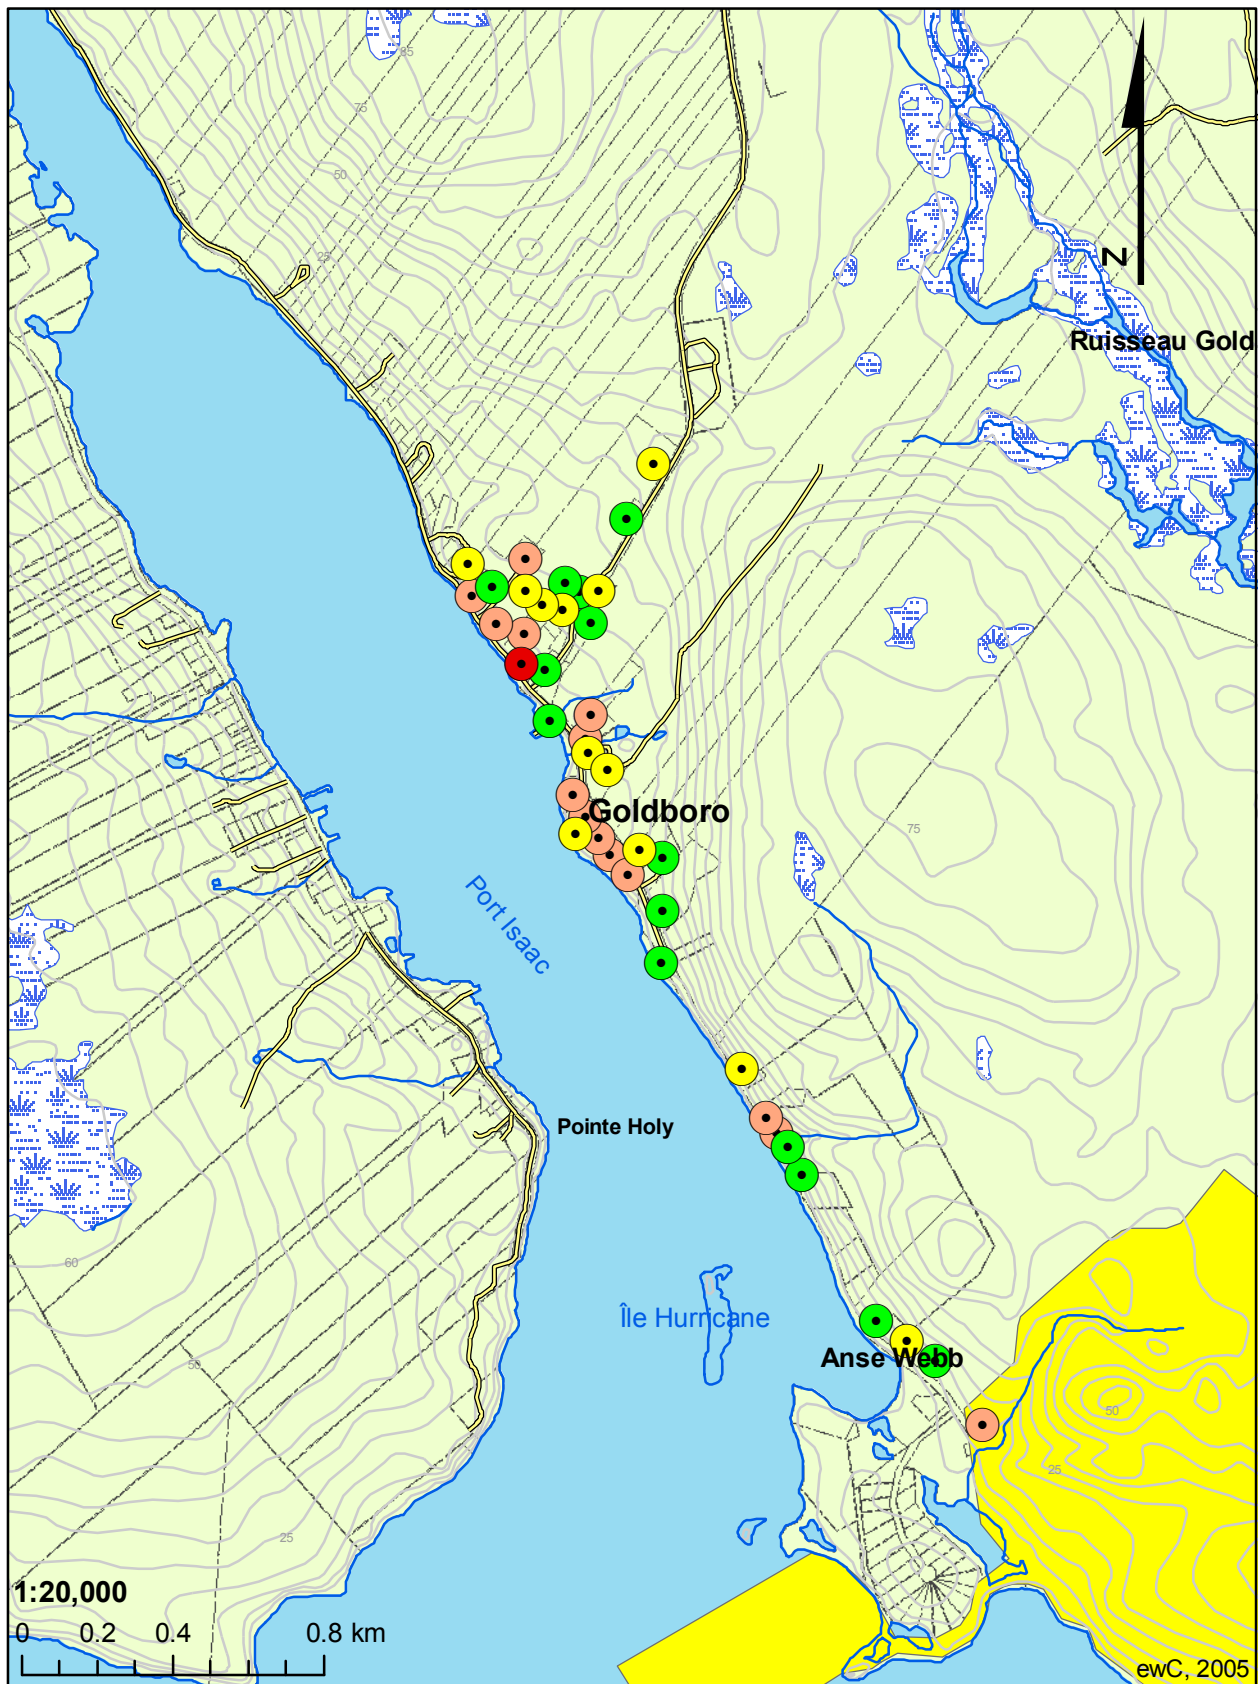 85
75
50
25
N
Ruisseau Gold
Goldboro
75
Port Isaac
Pointe Holy
60
Île Hurricane
Anse Webb
50
50
25
25
1:20,000
0 0.2 0.4 0.8 km
ewC, 2005